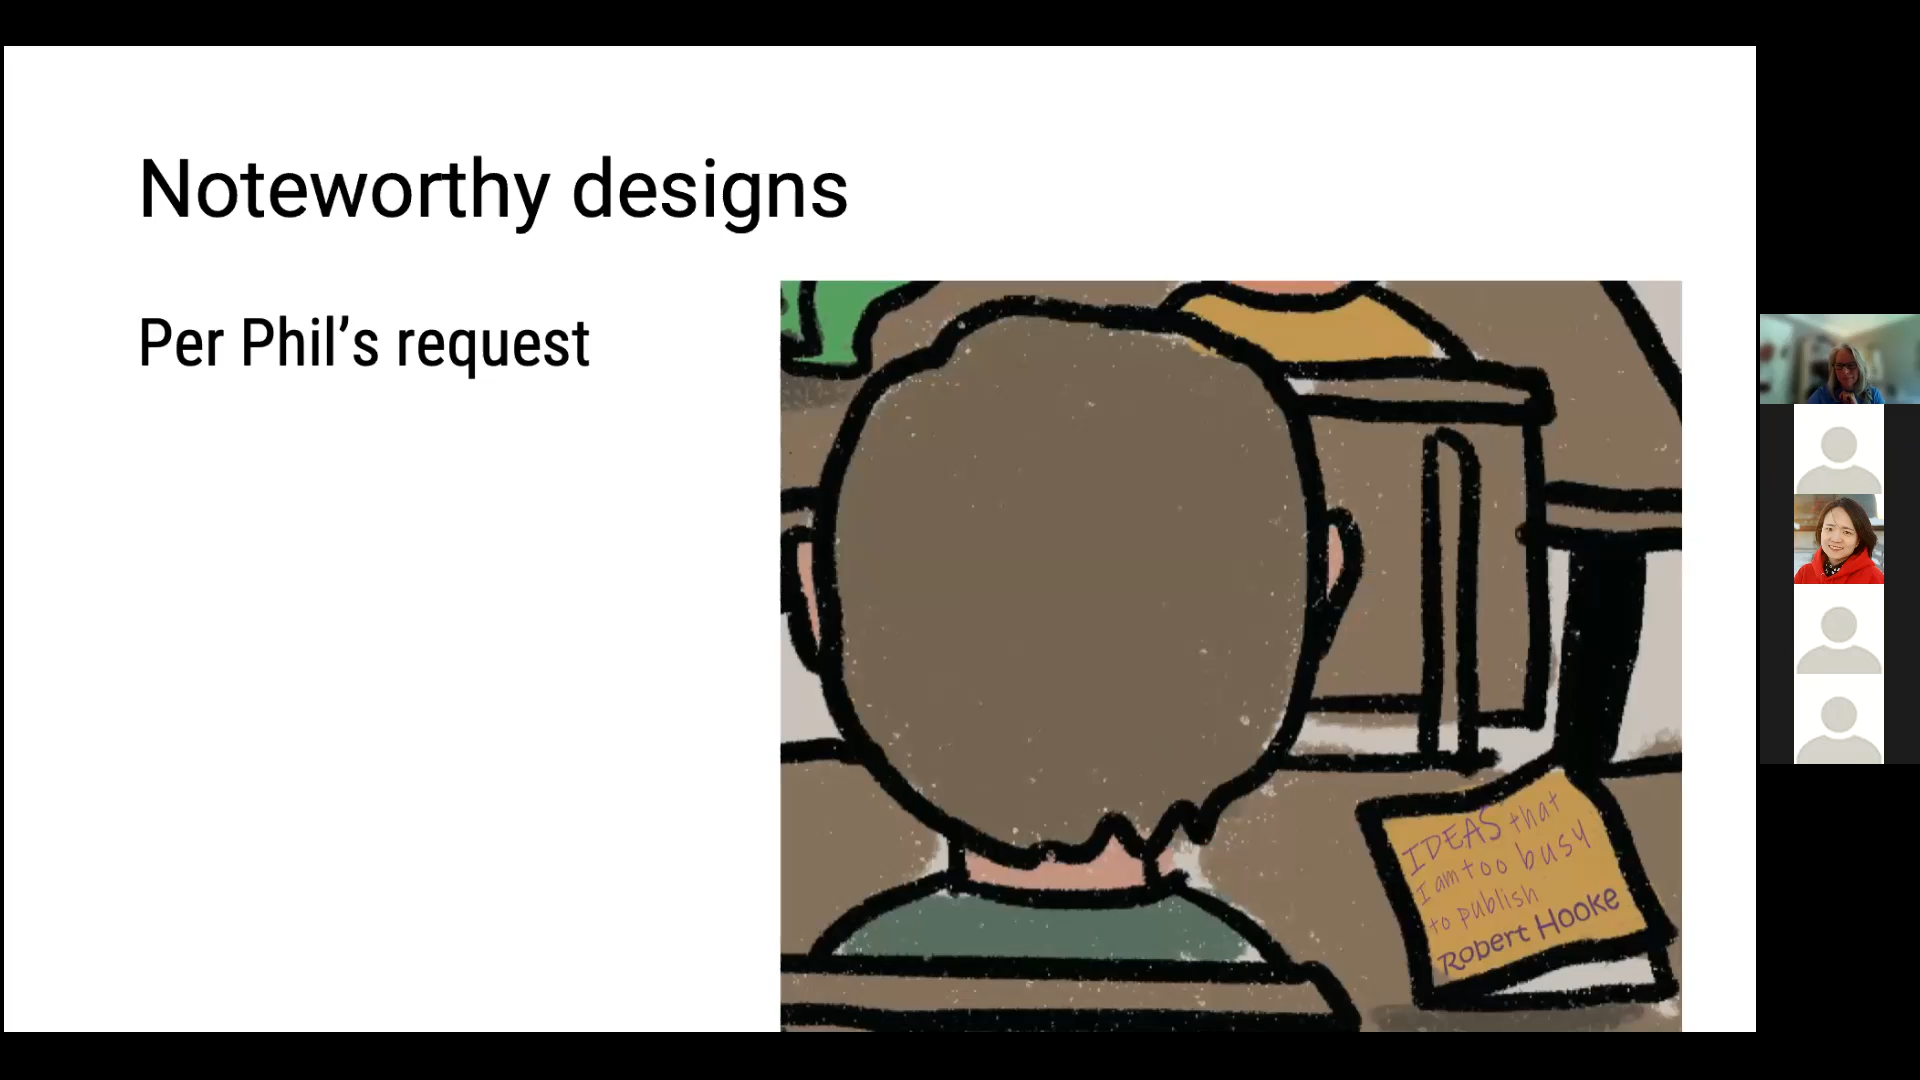 Noteworthy designs
Per Phil’s request
IDEAS that
I am too busy
to publish
Robert Hooke